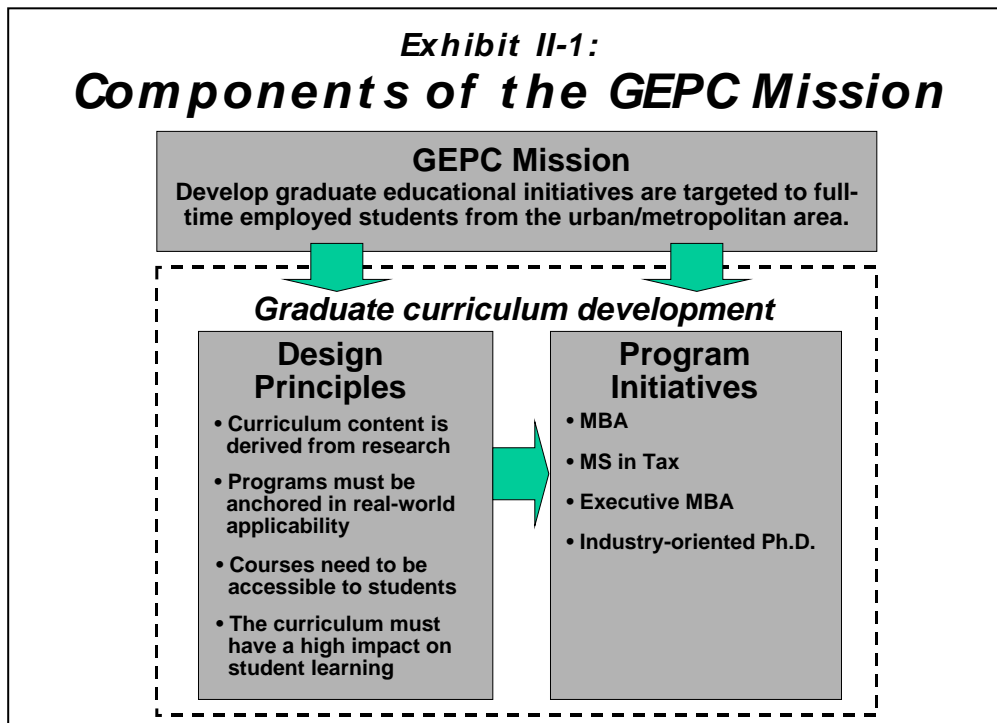 Exhibit II-1:
Components of the GEPC Mission
GEPC Mission
Develop graduate educational initiatives are targeted to full-
time employed students from the urban/metropolitan area.
Graduate curriculum development
Design
Principles
• Curriculum content is
derived from research
• Programs must be
anchored in real-world
applicability
• Courses need to be
accessible to students
• The curriculum must
have a high impact on
student learning
Program
Initiatives
• MBA
• MS in Tax
• Executive MBA
• Industry-oriented Ph.D.